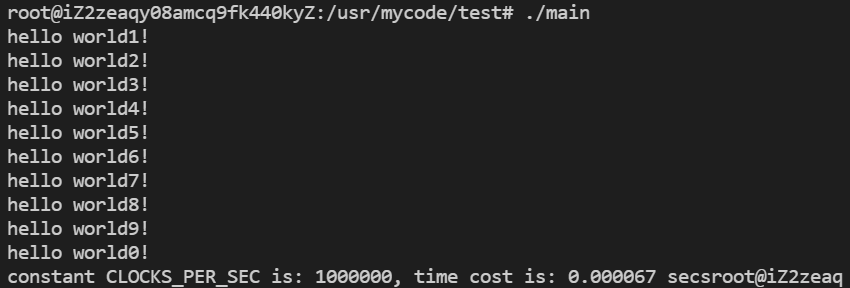 root@iZ2zeaqy08amcq9fk440kyZ:/usr/mycode/test# ./main
hello world1!
hello world2!
hello world3!
hello world4!
hello world5!
hello world6!
hello world7!
hello world8!
hello world9!
hello world0!
constant CLOCKS_PER_SEC is: 1000000, time cost is: 0.000067 secsroot@iZ2zeaq